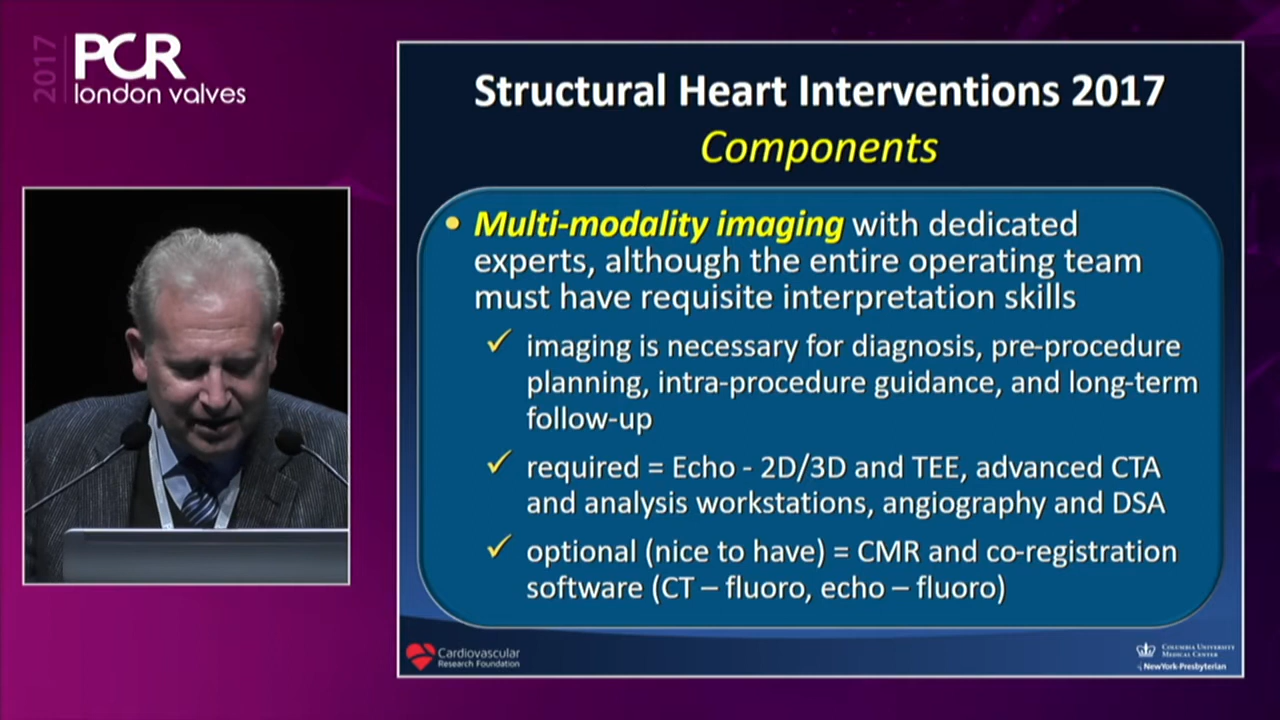 2017
PCR
london valves
Structural Heart Interventions 2017
Components
• Multi-modality imaging with dedicated
experts, although the entire operating team
must have requisite interpretation skills
✓ imaging is necessary for diagnosis, pre-procedure
planning, intra-procedure guidance, and long-term
follow-up
✓ required = Echo - 2D/3D and TEE, advanced CTA
and analysis workstations, angiography and DSA
✓ optional (nice to have) = CMR and co-registration
software (CT – fluoro, echo – fluoro)
Cardiovascular
Research Foundation
Columbia University
Medical Center
NewYork-Presbyterian